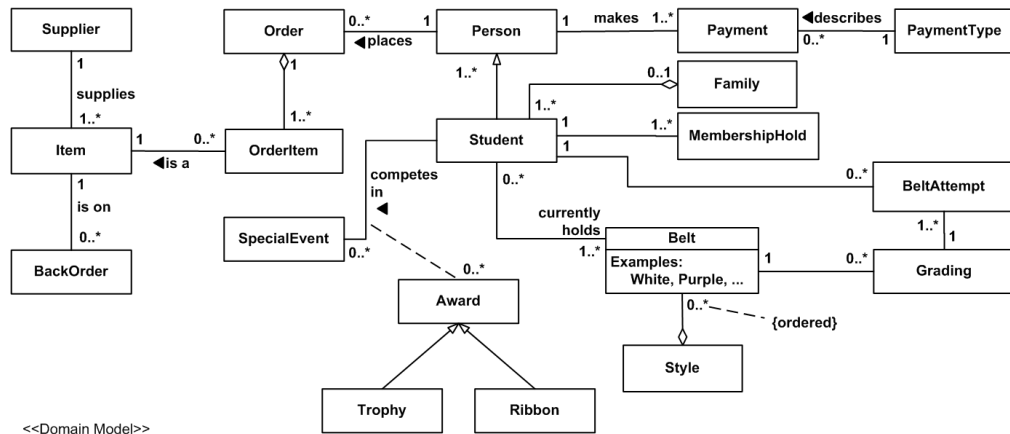 Supplier
Order
0..*
1
Person
1
makes
1..*
Payment
◀describes
0..*
1
PaymentType
◀places
1
supplies
1..*
1
1..*
1..*
0..1
Family
1..*
Item
1
0..*
◀is a
OrderItem
Student
1
1..*
MembershipHold
1
1
is on
0..*
BackOrder
competes
in
◀
0..*
0..*
BeltAttempt
SpecialEvent
0..*
currently
holds
1..*
Belt
Examples:
White, Purple, ...
1
0..*
1..*
1
Grading
0..*
Award
0..*
{ordered}
Style
Trophy
Ribbon
<<Domain Model>>